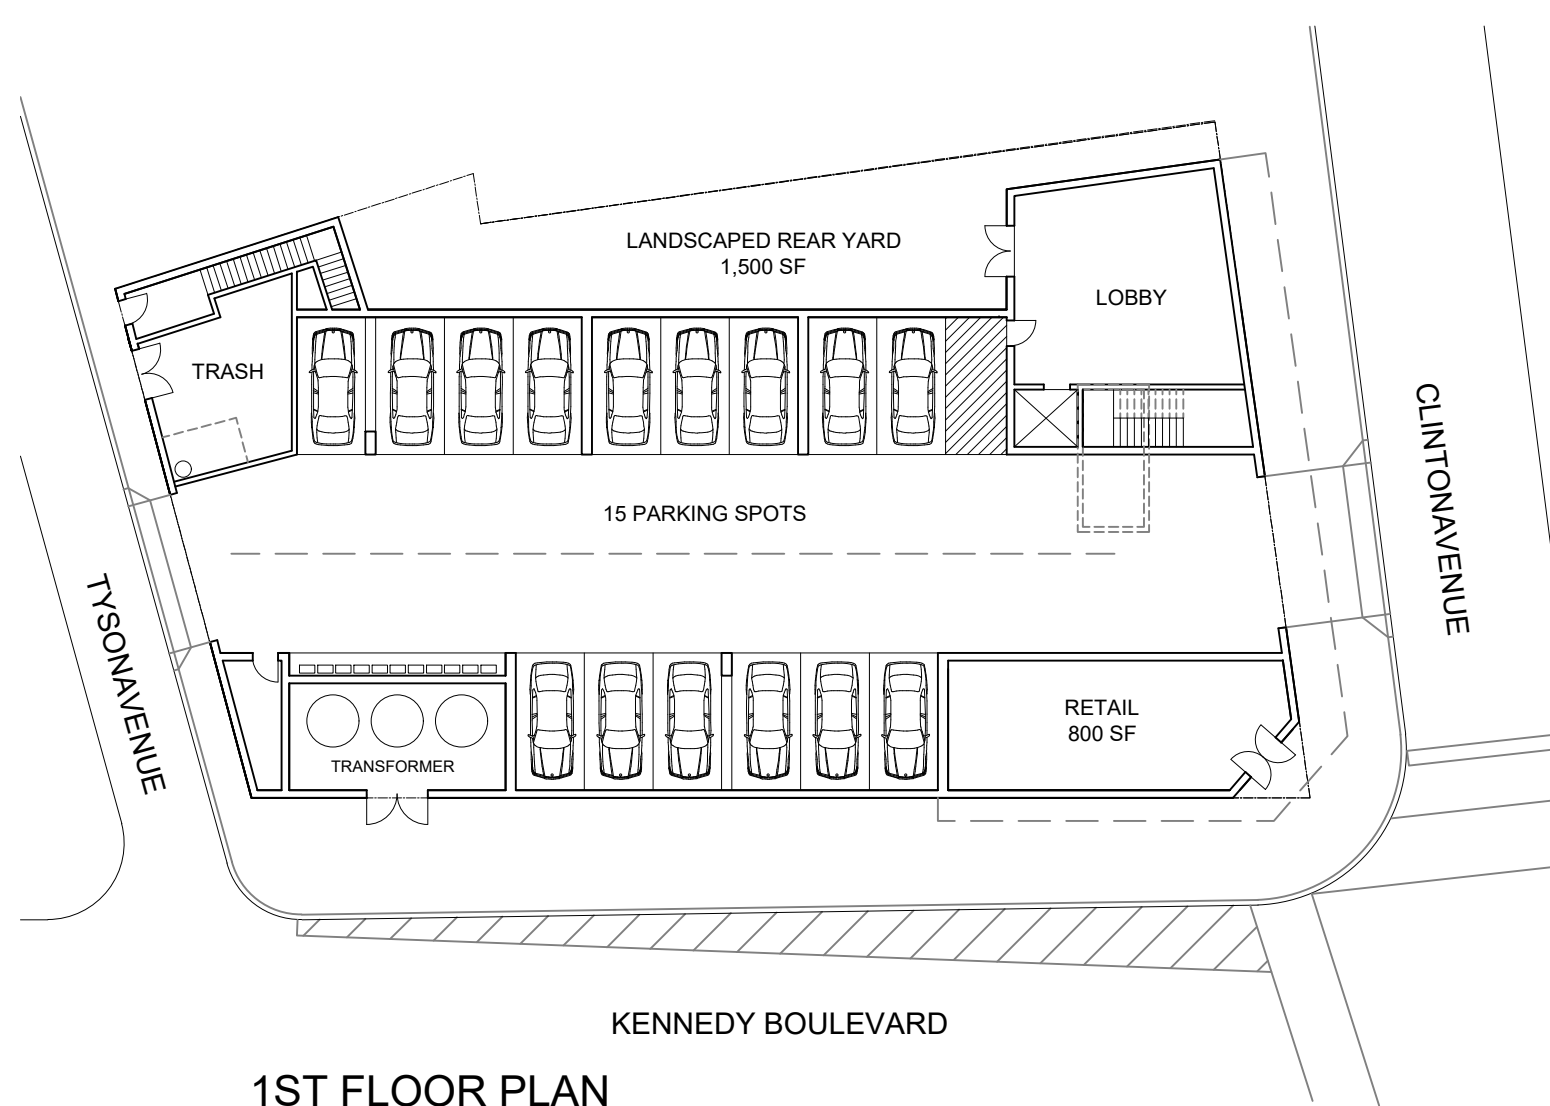 LANDSCAPED REAR YARD
1,500 SF
LOBBY
TRASH
CLINTONAVENUE
15 PARKING SPOTS
TYSONAVENUE
RETAIL
800 SF
TRANSFORMER
KENNEDY BOULEVARD
1ST FLOOR PLAN